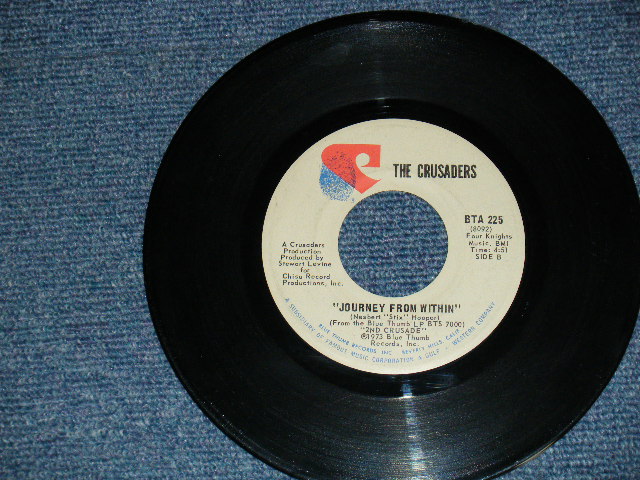 THE CRUSADERS
BTA 225
(8092)
Four Knights
Music, BMI
Time: 4:51
SIDE B
A Crusaders
Production
Produced by
Stewart Levine
for
Chisa Record
Productions, Inc.
"JOURNEY FROM WITHIN"
(Nesbert "Stix" Hooper)
(From the Blue Thumb LP BTS 7000)
"2ND CRUSADE"
©1973 Blue Thumb
Records, Inc.
BLUE THUMB RECORDS INC. BEVERLY HILLS, CALIF.
A SUBSIDIARY OF FAMOUS MUSIC CORPORATION A GULF + WESTERN COMPANY